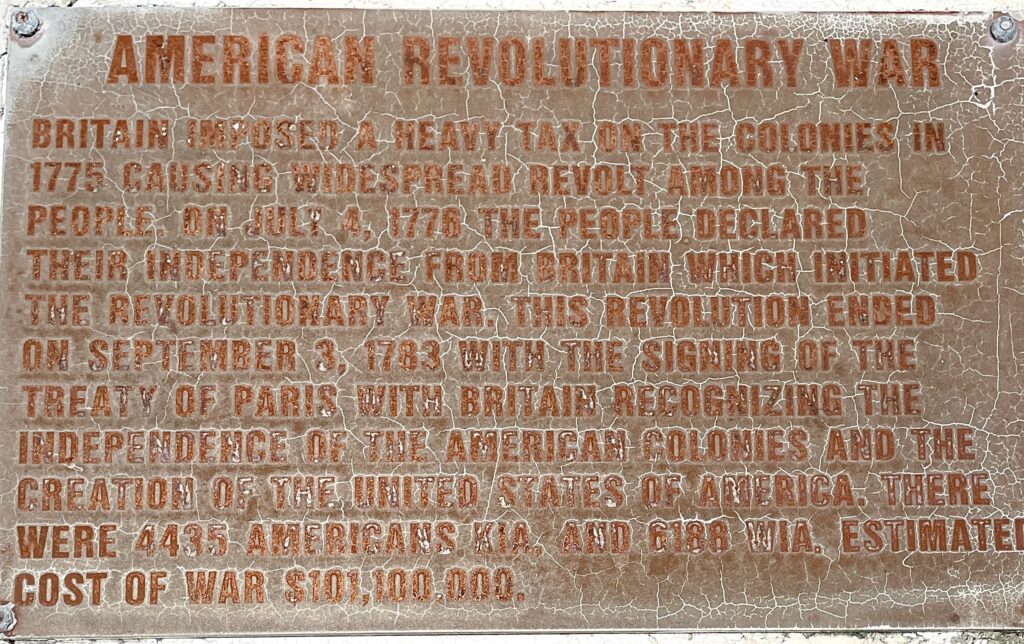 AMERICAN REVOLUTIONARY WAR
BRITAIN IMPOSED A HEAVY TAX ON THE COLONIES IN
1775 CAUSING WIDESPREAD REVOLT AMONG THE
PEOPLE. ON JULY 4, 1776 THE PEOPLE DECLARED
THEIR INDEPENDENCE FROM BRITAIN WHICH INITIATED
THE REVOLUTIONARY WAR. THIS REVOLUTION ENDED
ON SEPTEMBER 3, 1783 WITH THE SIGNING OF THE
TREATY OF PARIS WITH BRITAIN RECOGNIZING THE
INDEPENDENCE OF THE AMERICAN COLONIES AND THE
CREATION OF THE UNITED STATES OF AMERICA. THERE
WERE 4435 AMERICANS KIA, AND 6188 WIA. ESTIMATED
COST OF WAR $101,100,000.